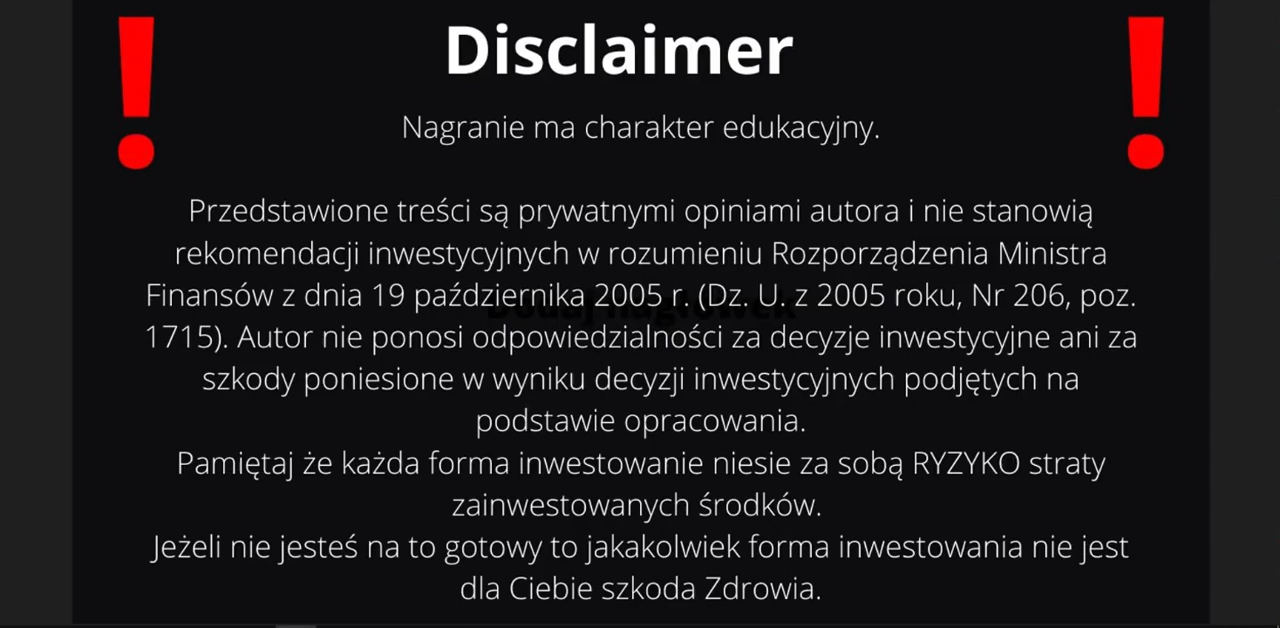 Disclaimer
Nagranie ma charakter edukacyjny.
Przedstawione treści są prywatnymi opiniami autora i nie stanowią
rekomendacji inwestycyjnych w rozumieniu Rozporządzenia Ministra
Finansów z dnia 19 października 2005 r. (Dz. U. z 2005 roku, Nr 206, poz.
1715). Autor nie ponosi odpowiedzialności za decyzje inwestycyjne ani za
szkody poniesione w wyniku decyzji inwestycyjnych podjętych na
podstawie opracowania.
Pamiętaj że każda forma inwestowanie niesie za sobą RYZYKO straty
zainwestowanych środków.
Jeżeli nie jesteś na to gotowy to jakakolwiek forma inwestowania nie jest
dla Ciebie szkoda Zdrowia.